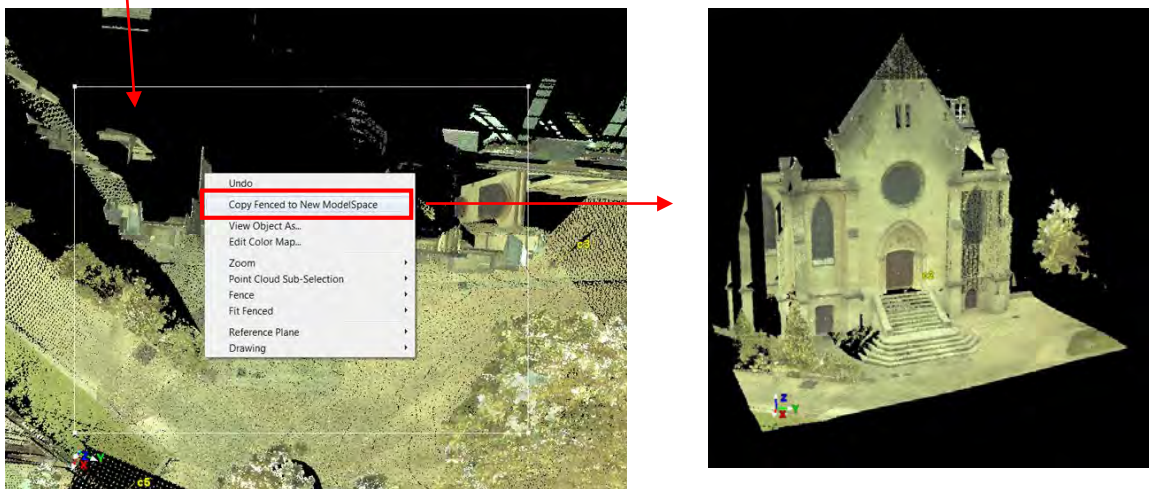 Undo
Copy Fenced to New ModelSpace
View Object As...
Edit Color Map...
Zoom
Point Cloud Sub-Selection
Fence
Fit Fenced
Reference Plane
Drawing
c5
Z
Y
X